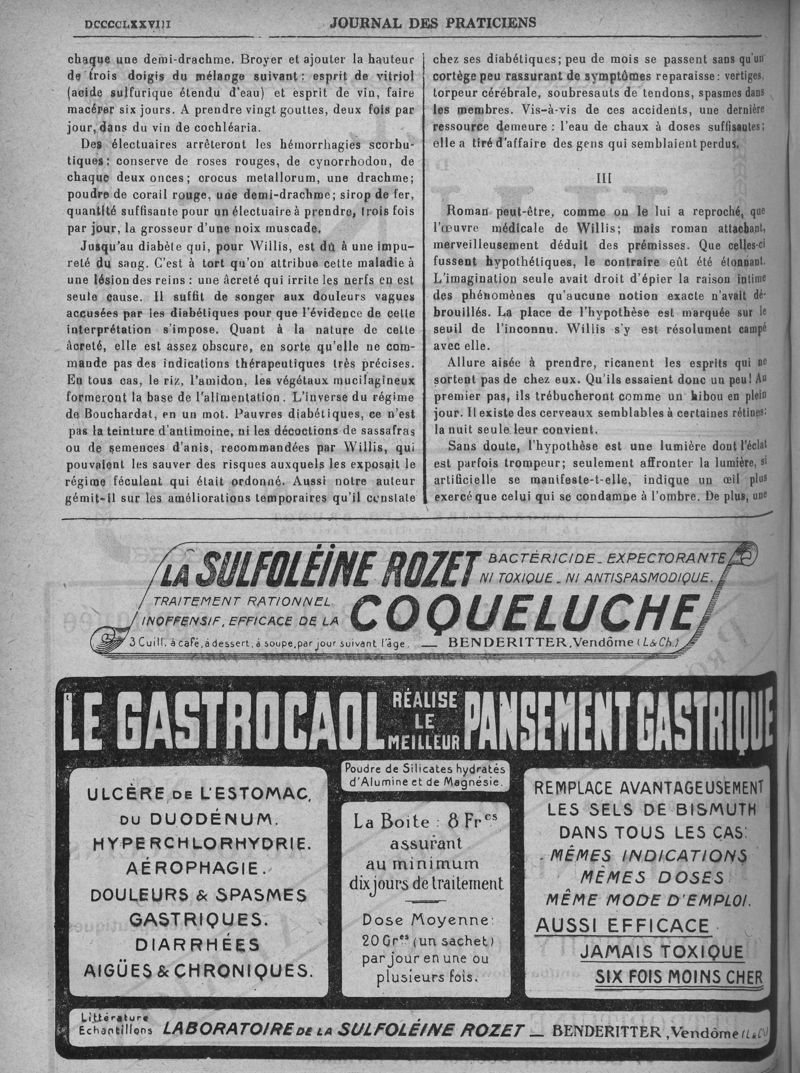 DCCCCLXXVIII
JOURNAL DES PRATICIENS
chaque une demi-drachme. Broyer et ajouter la hauteur
de trois doigts du mélange suivant : esprit de vitriol
(acide sulfurique étendu d'eau) et esprit de vin, faire
macérer six jours. A prendre vingt gouttes, deux fois par
jour, dans du vin de cochléaria.
Des électuaires arrêteront les hémorrhagies scorbu-
tiques : conserve de roses rouges, de cynorrhodon, de
chaque deux onces ; crocus metallorum, une drachme ;
poudre de corail rouge, une demi-drachme ; sirop de fer,
quantité suffisante pour un électuaire à prendre, trois fois
par jour, la grosseur d'une noix muscade.
Jusqu'au diabète qui, pour Willis, est dû à une impu-
reté du sang. C'est à tort qu'on attribue cette maladie à
une lésion des reins : une âcreté qui irrite les nerfs en est
seule cause. Il suffit de songer aux douleurs vagues
accusées par les diabétiques pour que l'évidence de cette
interprétation s'impose. Quant à la nature de cette
âcreté, elle est assez obscure, en sorte qu'elle ne com-
mande pas des indications thérapeutiques très précises.
En tous cas, le riz, l'amidon, les végétaux mucilagineux
formeront la base de l'alimentation. L'inverse du régime
de Bouchardat, en un mot. Pauvres diabétiques, ce n'est
pas la teinture d'antimoine, ni les décoctions de sassafras
ou de semences d'anis, recommandées par Willis, qui
pouvaient les sauver des risques auxquels les exposait le
régime féculent qui était ordonné. Aussi notre auteur
gémit-il sur les améliorations temporaires qu'il constate
chez ses diabétiques ; peu de mois se passent sans qu'un
cortège peu rassurant de symptômes reparaisse : vertiges,
torpeur cérébrale, soubresauts de tendons, spasmes dans
les membres. Vis-à-vis de ces accidents, une dernière
ressource demeure : l'eau de chaux à doses suffisantes ;
elle a tiré d'affaire des gens qui semblaient perdus.
III
Roman peut-être, comme on le lui a reproché, que
l'œuvre médicale de Willis ; mais roman attachant,
merveilleusement déduit des prémisses. Que celles-ci
fussent hypothétiques, le contraire eût été étonnant.
L'imagination seule avait droit d'épier la raison intime
des phénomènes qu'aucune notion exacte n'avait dé-
brouillés. La place de l'hypothèse est marquée sur le
seuil de l'inconnu. Willis s'y est résolument campé
avec elle.
Allure aisée à prendre, ricanent les esprits qui ne
sortent pas de chez eux. Qu'ils essaient donc un peu ! Au
premier pas, ils trébucheront comme un hibou en plein
jour. Il existe des cerveaux semblables à certaines rétines :
la nuit seule leur convient.
Sans doute, l'hypothèse est une lumière dont l'éclat
est parfois trompeur ; seulement affronter la lumière, si
artificielle se manifeste-t-elle, indique un œil plus
exercé que celui qui se condamne à l'ombre. De plus, une
LA SULFOLÉINE ROZET
BACTÉRICIDE_EXPECTORANTE
NI TOXIQUE_NI ANTISPASMODIQUE.
TRAITEMENT RATIONNEL
INOFFENSIF, EFFICACE DE LA
COQUELUCHE
3 Cuill. à café, à dessert, à soupe, par jour suivant l'âge. — BENDERITTER, Vendôme (L&Ch.)
LE GASTROCAOL RÉALISE LE MEILLEUR PANSEMENT GASTRIQUE
ULCÈRE DE L'ESTOMAC,
DU DUODÉNUM.
HYPERCHLORHYDRIE.
AÉROPHAGIE.
DOULEURS & SPASMES
GASTRIQUES.
DIARRHÉES
AIGÜES & CHRONIQUES.
Poudre de Silicates hydratés
d'Alumine et de Magnésie.
La Boite : 8 Frcs
assurant
au minimum
dix jours de traitement
Dose Moyenne :
20 Gres (un sachet)
par jour en une ou
plusieurs fois.
REMPLACE AVANTAGEUSEMENT
LES SELS DE BISMUTH
DANS TOUS LES CAS:
MÊMES INDICATIONS
MÊMES DOSES
MÊME MODE D'EMPLOI.
AUSSI EFFICACE
JAMAIS TOXIQUE
SIX FOIS MOINS CHER
Littérature
Echantillons
LABORATOIRE DE LA SULFOLÉINE ROZET — BENDERITTER, Vendôme (L&Ch)